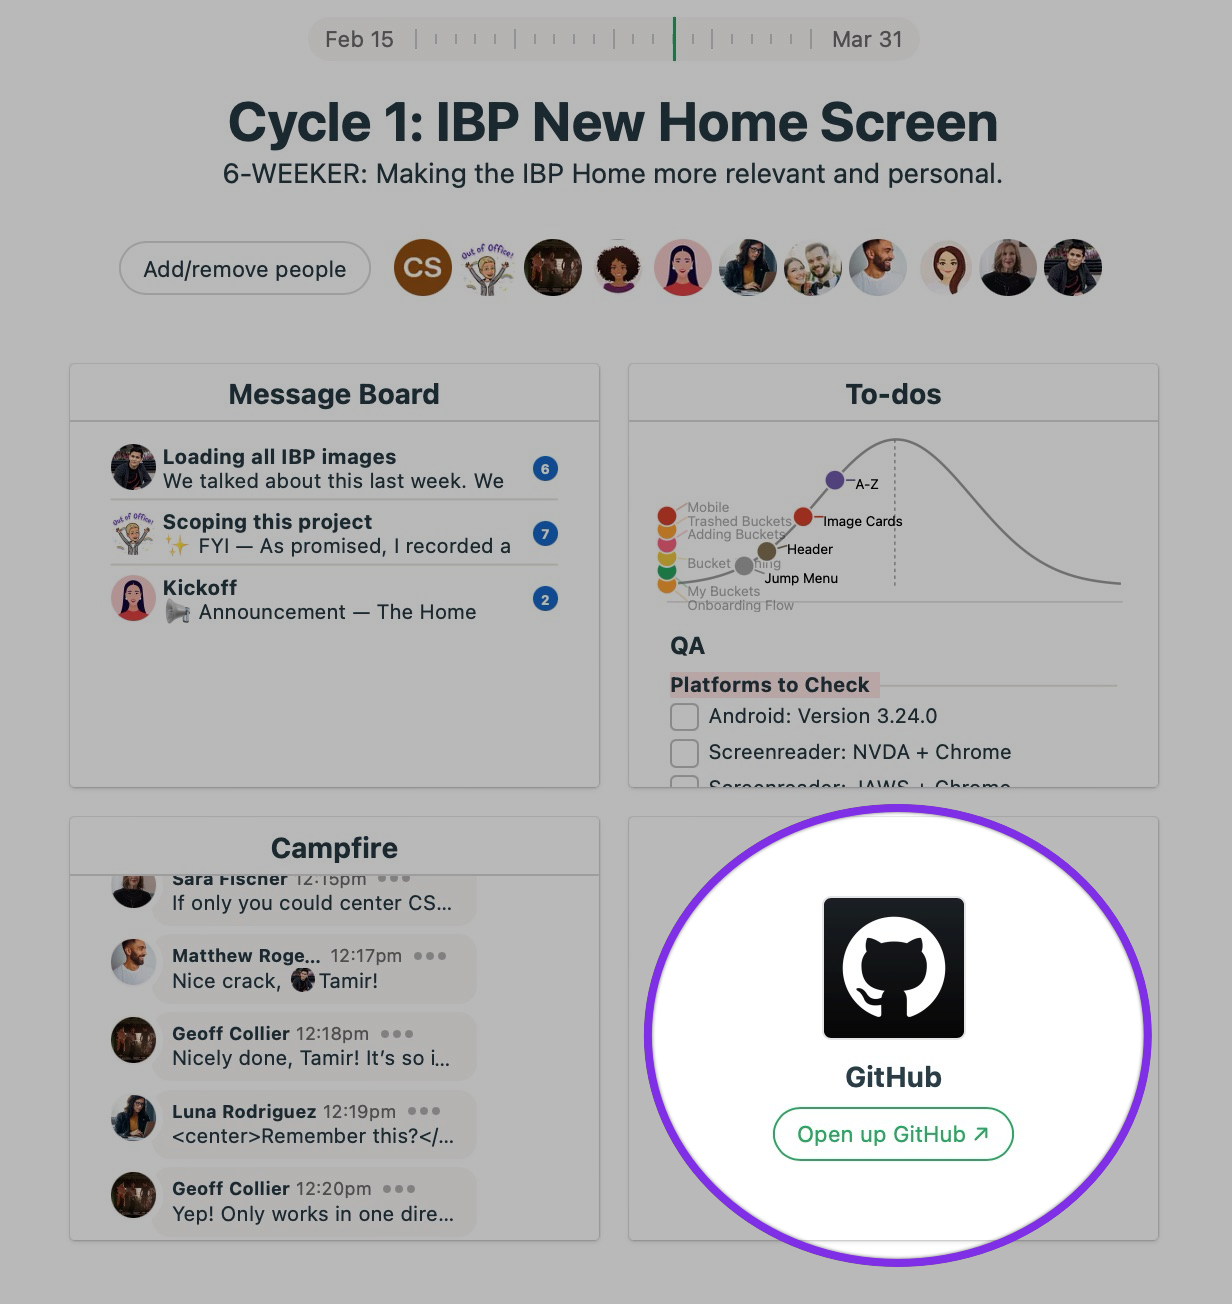 Feb 15
Mar 31
Cycle 1: IBP New Home Screen
6-WEEKER: Making the IBP Home more relevant and personal.
Add/remove people
CS
Out of Office!
Message Board
Loading all IBP images
We talked about this last week. We
6
Out of Office!
Scoping this project
✨ FYI — As promised, I recorded a
7
Kickoff
📢 Announcement — The Home
2
To-dos
A-Z
Mobile
Trashed Buckets
Image Cards
Adding Buckets
Header
Bucket
Jump Menu
My Buckets
Onboarding Flow
QA
Platforms to Check
Android: Version 3.24.0
Screenreader: NVDA + Chrome
Screenreader: JAWS + Chrome
Campfire
Sara Fischer 12:15pm
If only you could center CS...
Matthew Roge... 12:17pm
Nice crack, Tamir!
Geoff Collier 12:18pm
Nicely done, Tamir! It’s so i...
Luna Rodriguez 12:19pm
<center>Remember this?</...
Geoff Collier 12:20pm
Yep! Only works in one dire...
GitHub
Open up GitHub ↗